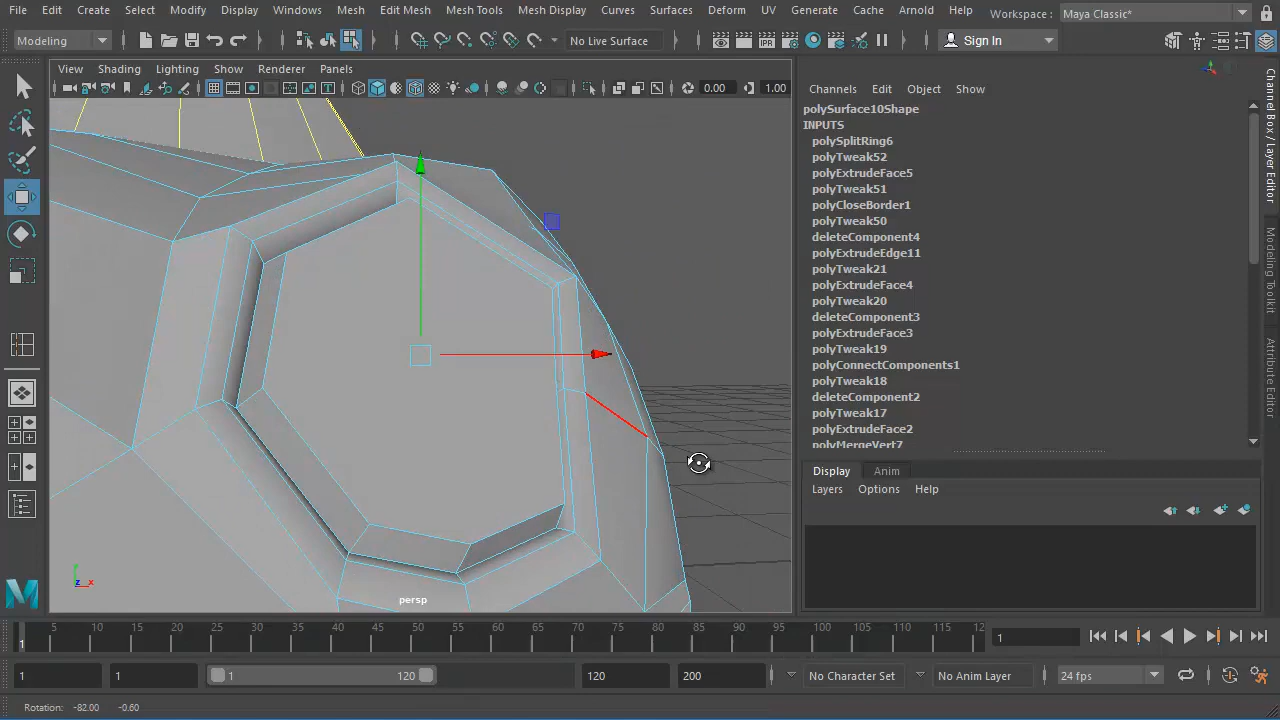 File Edit Create Select Modify Display Windows Mesh Edit Mesh Mesh Tools Mesh Display Curves Surfaces Deform UV Generate Cache Arnold Help Workspace : Maya Classic*
Modeling No Live Surface Sign In
View Shading Lighting Show Renderer Panels
0.00 1.00
Channels Edit Object Show
polySurface10Shape
INPUTS
polySplitRing6
polyTweak52
polyExtrudeFace5
polyTweak51
polyCloseBorder1
polyTweak50
deleteComponent4
polyExtrudeEdge11
polyTweak21
polyExtrudeFace4
polyTweak20
deleteComponent3
polyExtrudeFace3
polyTweak19
polyConnectComponents1
polyTweak18
deleteComponent2
polyTweak17
polyExtrudeFace2
polyMergeVert7
Channel Box / Layer Editor
Modeling Toolkit
Attribute Editor
Display Anim
Layers Options Help
y
z x
persp
1 5 10 15 20 25 30 35 40 45 50 55 60 65 70 75 80 85 90 95 100 105 110 115 12
1
1 1 1 120 120 200 No Character Set No Anim Layer 24 fps
Rotation: -82.00 -0.60